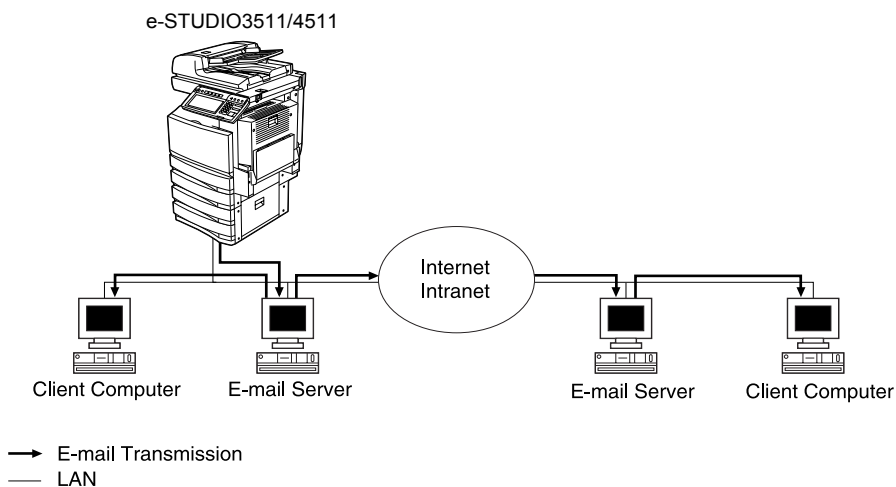 e-STUDIO3511/4511
Internet
Intranet
Client Computer
E-mail Server
E-mail Server
Client Computer
E-mail Transmission
LAN